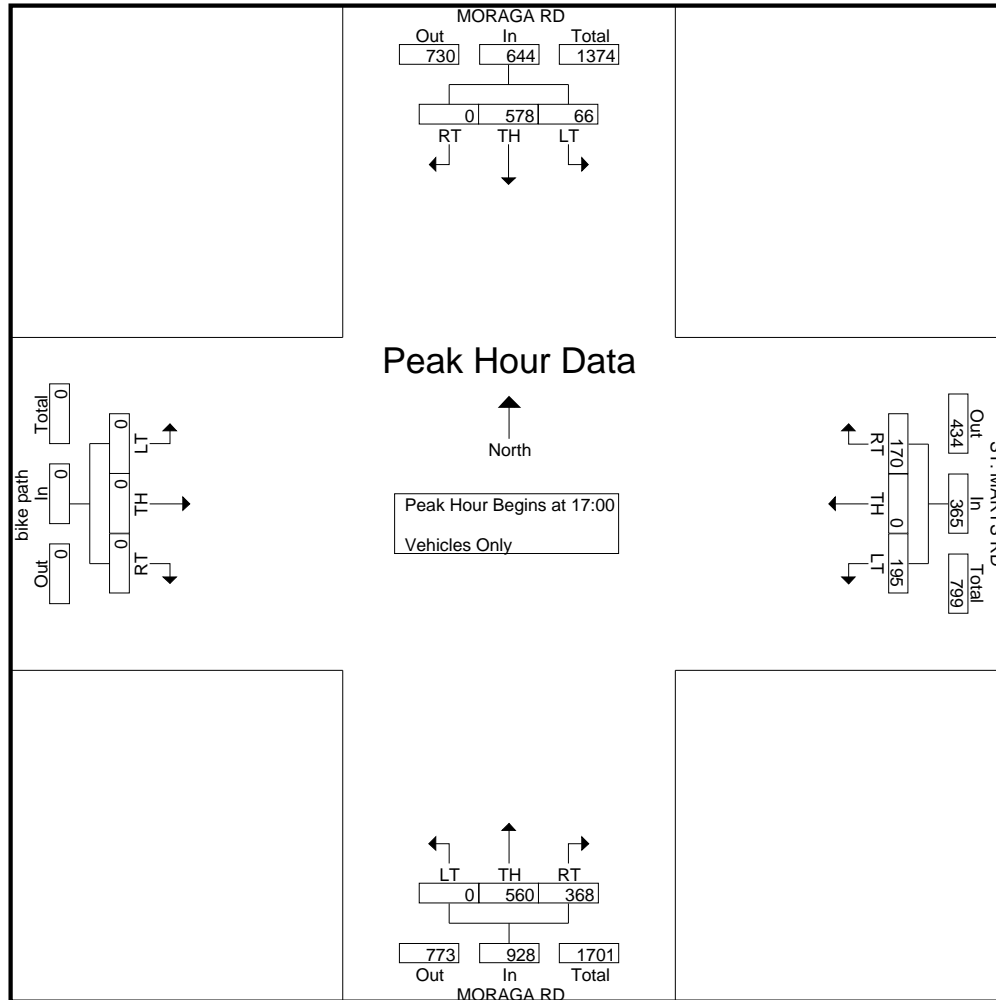 MORAGA RD
Out In Total
730 644 1374
0 578 66
RT TH LT
Peak Hour Data
North
Peak Hour Begins at 17:00
Vehicles Only
bike path
Total In Out
0 0 0
0 0 0
LT TH RT
RT TH LT
170 0 195
Out In Total
434 365 799
LT TH RT
0 560 368
773 928 1701
Out In Total
MORAGA RD